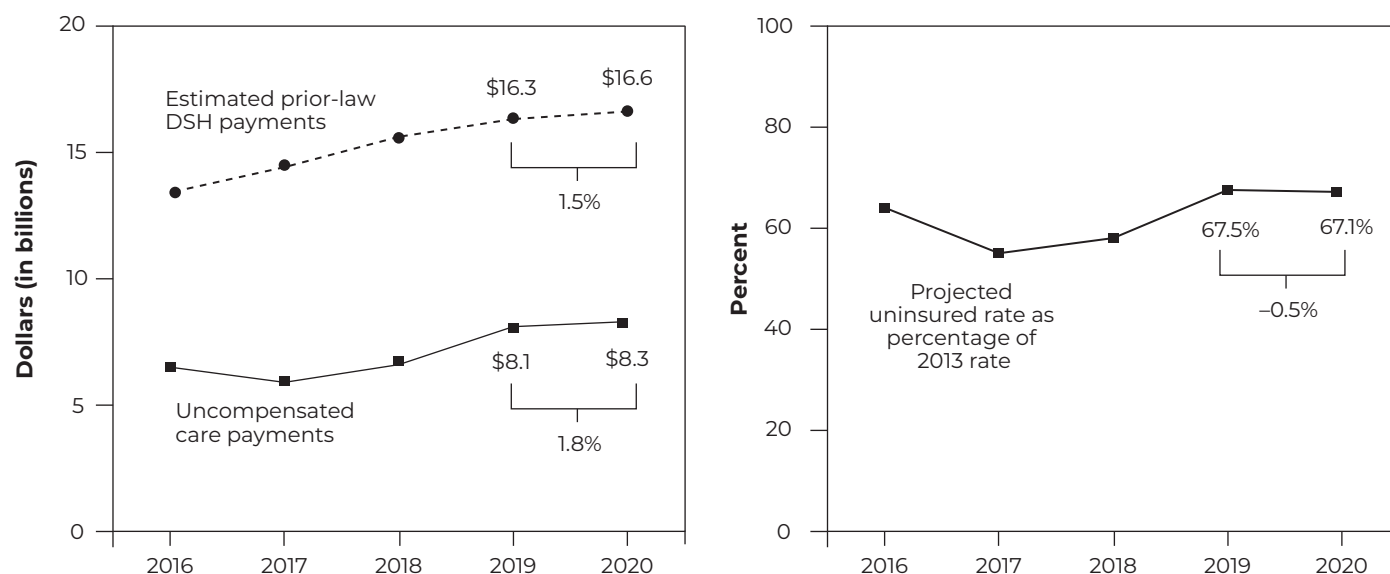 Dollars (in billions)
20
15
10
5
0
Estimated prior-law
DSH payments
$16.3
$16.6
1.5%
$8.1
$8.3
1.8%
Uncompensated
care payments
2016 2017 2018 2019 2020
Percent
100
80
60
40
20
0
67.5%
67.1%
–0.5%
Projected
uninsured rate as
percentage of
2013 rate
2016 2017 2018 2019 2020